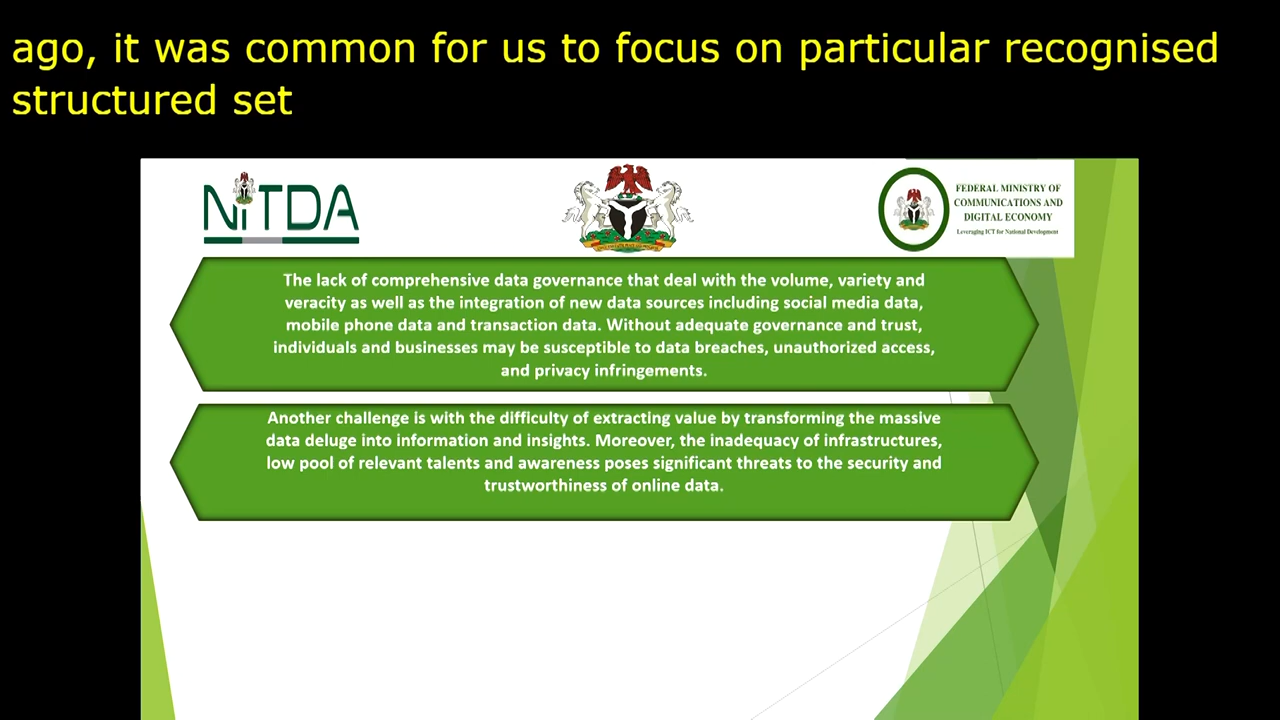 ago, it was common for us to focus on particular recognised
structured set
NiTDA
FEDERAL MINISTRY OF
COMMUNICATIONS AND
DIGITAL ECONOMY
Leveraging ICT for National Development
The lack of comprehensive data governance that deal with the volume, variety and
veracity as well as the integration of new data sources including social media data,
mobile phone data and transaction data. Without adequate governance and trust,
individuals and businesses may be susceptible to data breaches, unauthorized access,
and privacy infringements.
Another challenge is with the difficulty of extracting value by transforming the massive
data deluge into information and insights. Moreover, the inadequacy of infrastructures,
low pool of relevant talents and awareness poses significant threats to the security and
trustworthiness of online data.